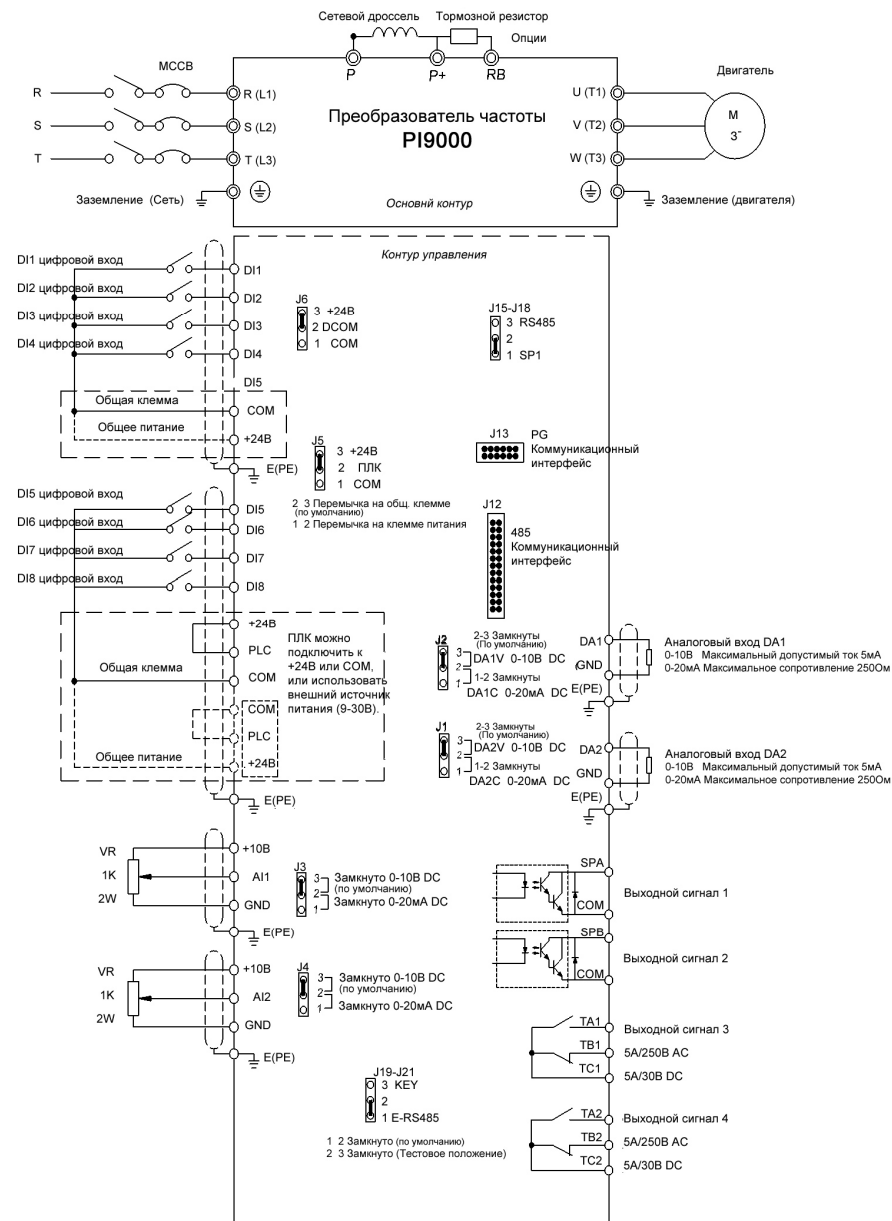 Сетевой дроссель Тормозной резистор
Опции
P P+ RB
MCCB
Двигатель
R R (L1) U (T1)
Преобразователь частоты
PI9000
M
3~
S S (L2) V (T2)
T T (L3) W (T3)
Заземление (Сеть)
Основнй контур
Заземление (двигателя)
Контур управления
DI1 цифровой вход DI1
DI2 цифровой вход DI2
DI3 цифровой вход DI3
DI4 цифровой вход DI4
DI5
J6
3 +24В
2 DCOM
1 COM
J15-J18
3 RS485
2
1 SP1
Общая клемма COM
Общее питание +24В
E(PE)
J5
3 +24В
2 ПЛК
1 COM
2 3 Перемычка на общ. клемме
(по умолчанию)
1 2 Перемычка на клемме питания
J13 PG
Коммуникационный
интерфейс
J12
485
Коммуникационный
интерфейс
DI5 цифровой вход DI5
DI6 цифровой вход DI6
DI7 цифровой вход DI7
DI8 цифровой вход DI8
+24В
PLC
Общая клемма COM
COM
PLC
Общее питание +24В
E(PE)
ПЛК можно
подключить к
+24В или COM,
или использовать
внешний источник
питания (9-30В).
J2
2-3 Замкнуты
(По умолчанию)
3 DA1V 0-10В DC
2
1-2 Замкнуты
1 DA1C 0-20мА DC
DA1
GND
E(PE)
Аналоговый вход DA1
0-10В Максимальный допустимый ток 5мА
0-20мА Максимальное сопротивление 250Ом
J1
2-3 Замкнуты
(По умолчанию)
3 DA2V 0-10В DC
2
1-2 Замкнуты
1 DA2C 0-20мА DC
DA2
GND
E(PE)
Аналоговый вход DA2
0-10В Максимальный допустимый ток 5мА
0-20мА Максимальное сопротивление 250Ом
VR
1K
2W
+10В
AI1
GND
E(PE)
J3
3 Замкнуто 0-10В DC
2 (по умолчанию)
1 Замкнуто 0-20мА DC
SPA
COM
Выходной сигнал 1
SPB
COM
Выходной сигнал 2
VR
1K
2W
+10В
AI2
GND
E(PE)
J4
3 Замкнуто 0-10В DC
2 (по умолчанию)
1 Замкнуто 0-20мА DC
TA1 Выходной сигнал 3
TB1 5A/250В AC
TC1 5A/30В DC
J19-J21
3 KEY
2
1 E-RS485
1 2 Замкнуто (по умолчанию)
2 3 Замкнуто (Тестовое положение)
TA2 Выходной сигнал 4
TB2 5A/250В AC
TC2 5A/30В DC